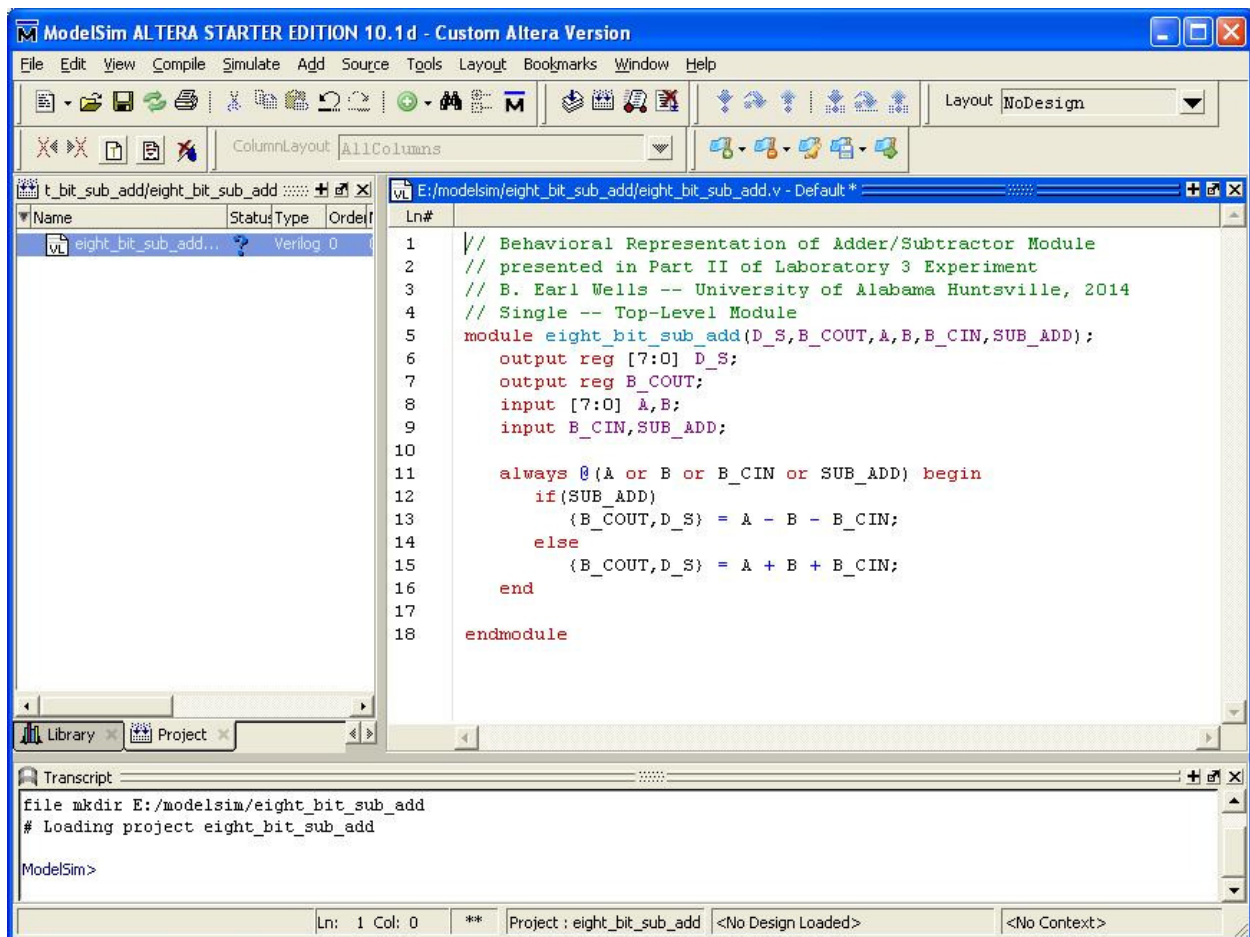 ModelSim ALTERA STARTER EDITION 10.1d - Custom Altera Version
File Edit View Compile Simulate Add Source Tools Layout Bookmarks Window Help
Layout NoDesign
ColumnLayout AllColumns
t_bit_sub_add/eight_bit_sub_add
Name Status Type Order
eight_bit_sub_add... ? Verilog 0
E:/modelsim/eight_bit_sub_add/eight_bit_sub_add.v - Default *
Ln#
1 // Behavioral Representation of Adder/Subtractor Module
2 // presented in Part II of Laboratory 3 Experiment
3 // B. Earl Wells -- University of Alabama Huntsville, 2014
4 // Single -- Top-Level Module
5 module eight_bit_sub_add(D_S,B_COUT,A,B,B_CIN,SUB_ADD);
6 output reg [7:0] D_S;
7 output reg B_COUT;
8 input [7:0] A,B;
9 input B_CIN,SUB_ADD;
10
11 always @(A or B or B_CIN or SUB_ADD) begin
12 if(SUB_ADD)
13 {B_COUT,D_S} = A - B - B_CIN;
14 else
15 {B_COUT,D_S} = A + B + B_CIN;
16 end
17
18 endmodule
Library Project
Transcript
file mkdir E:/modelsim/eight_bit_sub_add
# Loading project eight_bit_sub_add
ModelSim>
Ln: 1 Col: 0 ** Project : eight_bit_sub_add <No Design Loaded> <No Context>